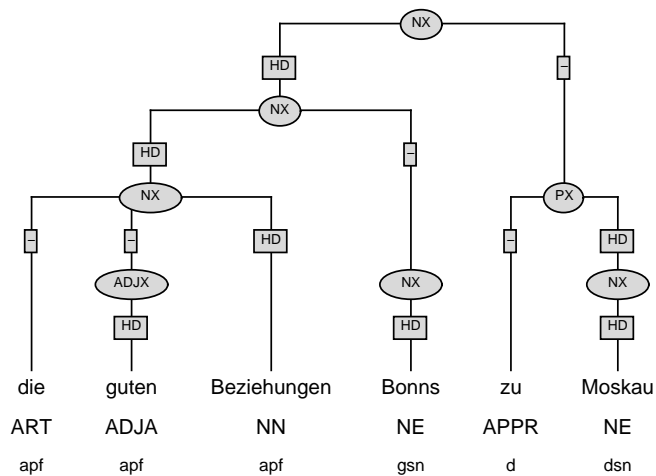 NX
HD –
NX
HD –
NX PX
– – HD – HD
ADJX NX NX
HD HD HD
die guten Beziehungen Bonns zu Moskau
ART ADJA NN NE APPR NE
apf apf apf gsn d dsn